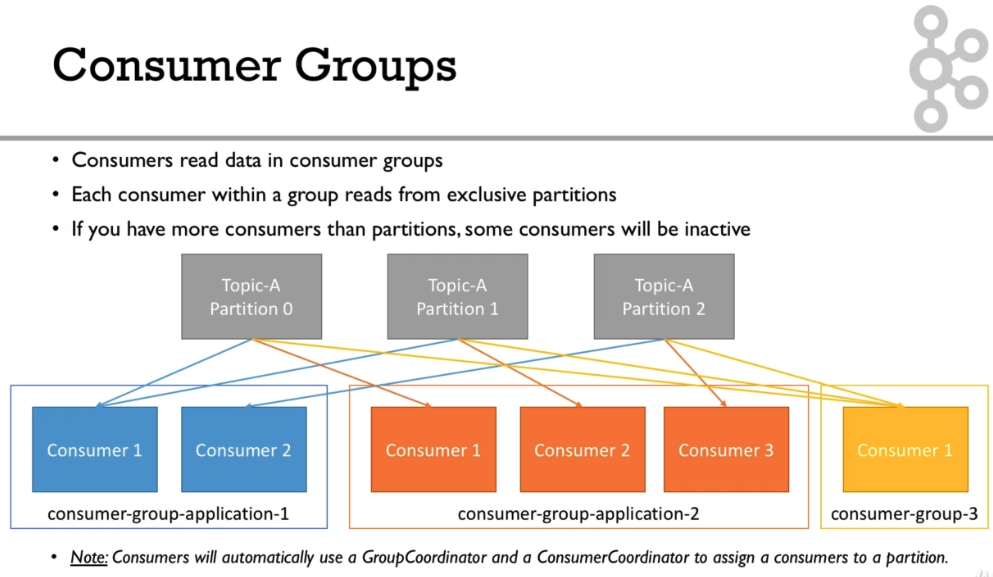 Consumer Groups
• Consumers read data in consumer groups
• Each consumer within a group reads from exclusive partitions
• If you have more consumers than partitions, some consumers will be inactive
Topic-A
Partition 0
Topic-A
Partition 1
Topic-A
Partition 2
Consumer 1
Consumer 2
consumer-group-application-1
Consumer 1
Consumer 2
Consumer 3
consumer-group-application-2
Consumer 1
consumer-group-3
• Note: Consumers will automatically use a GroupCoordinator and a ConsumerCoordinator to assign a consumers to a partition.